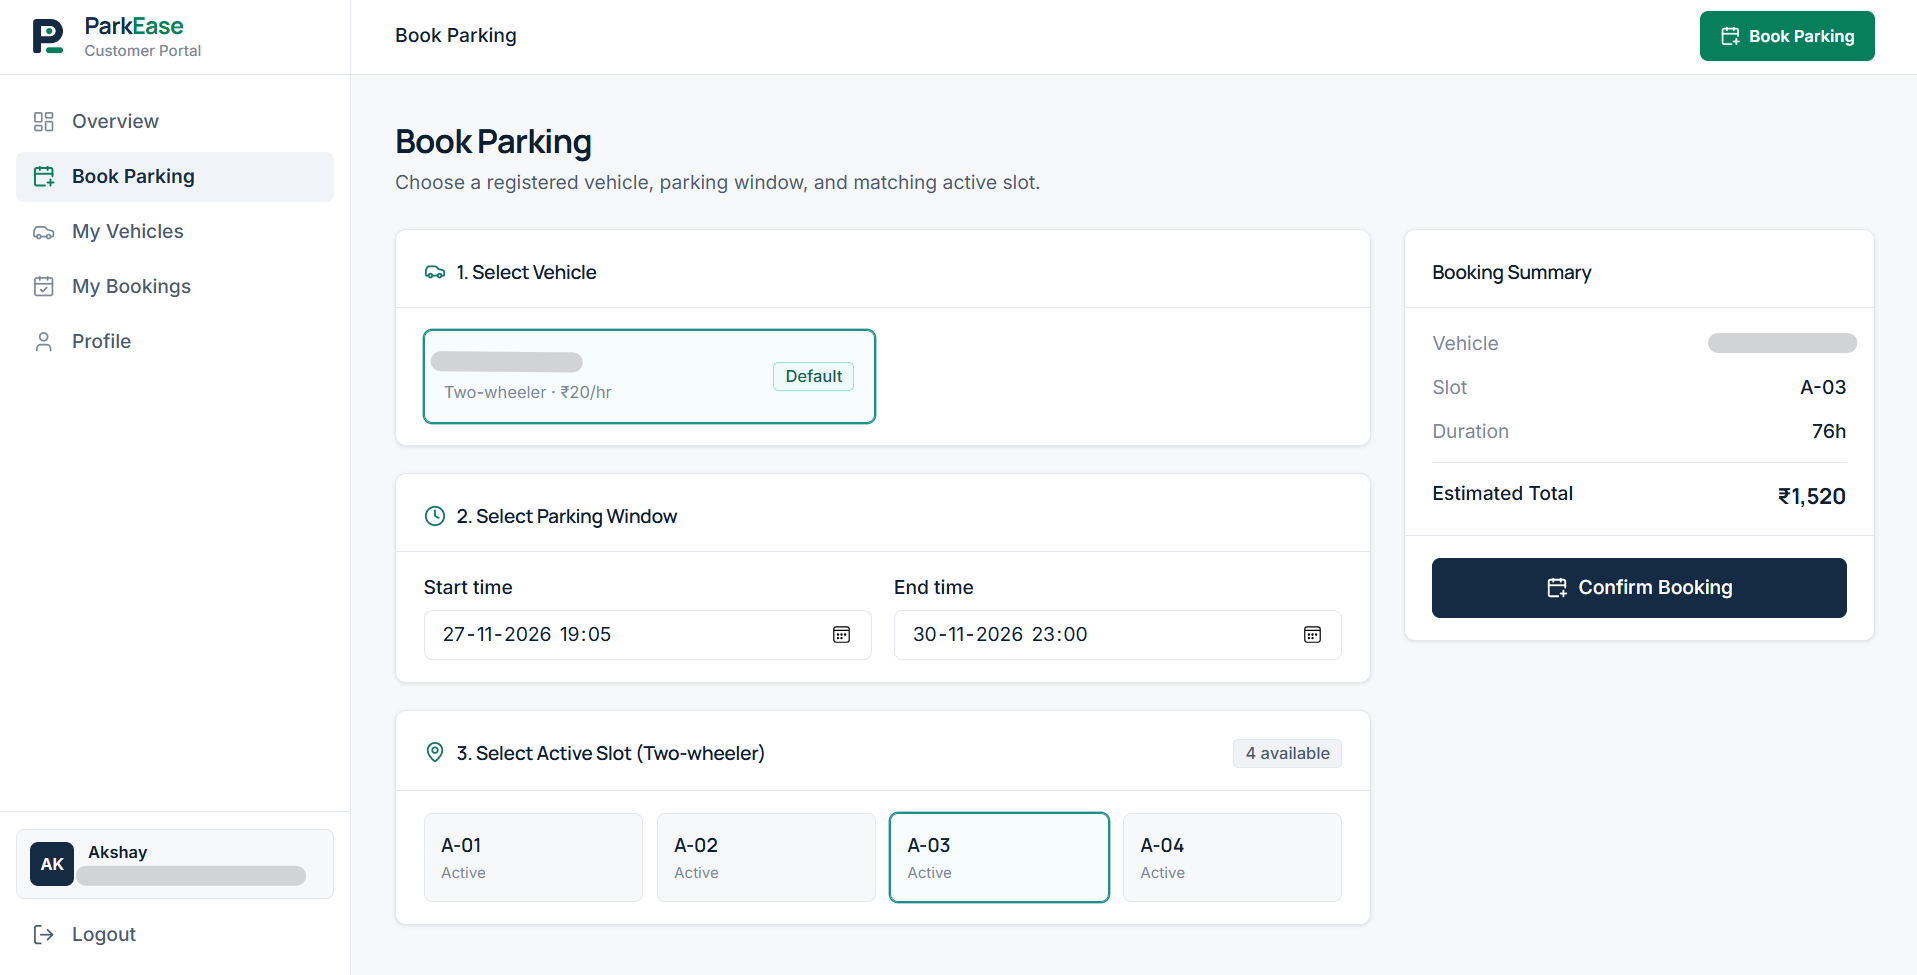 ParkEase
Customer Portal
Overview
Book Parking
My Vehicles
My Bookings
Profile
AK
Akshay
Logout
Book Parking
Book Parking
Book Parking
Choose a registered vehicle, parking window, and matching active slot.
1. Select Vehicle
Two-wheeler · ₹20/hr
Default
2. Select Parking Window
Start time
27-11-2026 19:05
End time
30-11-2026 23:00
3. Select Active Slot (Two-wheeler)
4 available
A-01
Active
A-02
Active
A-03
Active
A-04
Active
Booking Summary
Vehicle
Slot
A-03
Duration
76h
Estimated Total
₹1,520
Confirm Booking